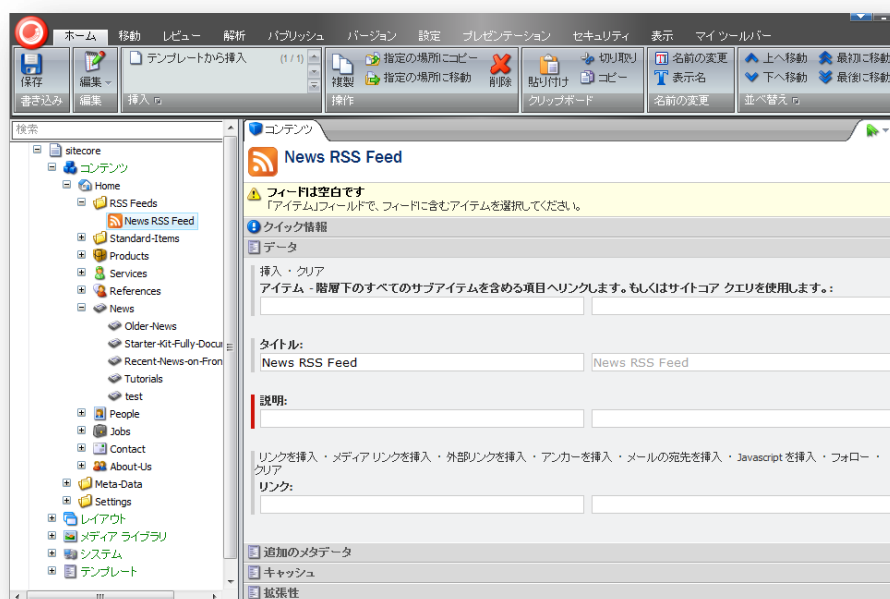 ホーム 移動 レビュー 解析 パブリッシュ バージョン 設定 プレゼンテーション セキュリティ 表示 マイ ツールバー
テンプレートから挿入 (1 / 1) 指定の場所にコピー 切り取り 名前の変更 上へ移動 最初に移動
保存 編集 複製 指定の場所に移動 削除 貼り付け コピー 表示名 下へ移動 最後に移動
書き込み 編集 挿入 操作 クリップボード 名前の変更 並べ替え
検索
sitecore
コンテンツ
Home
RSS Feeds
News RSS Feed
Standard-Items
Products
Services
References
News
Older-News
Starter-Kit-Fully-Docu
Recent-News-on-Fron
Tutorials
test
People
Jobs
Contact
About-Us
Meta-Data
Settings
レイアウト
メディア ライブラリ
システム
テンプレート
コンテンツ
News RSS Feed
フィードは空白です
「アイテム」フィールドで、フィードに含むアイテムを選択してください。
クイック情報
データ
挿入 ・ クリア
アイテム - 階層下のすべてのサブアイテムを含める項目へリンクします。もしくはサイトコア クエリを使用します。:
タイトル:
News RSS Feed News RSS Feed
説明:
リンクを挿入 ・ メディア リンクを挿入 ・ 外部リンクを挿入 ・ アンカーを挿入 ・ メールの宛先を挿入 ・ Javascript を挿入 ・ フォロー ・
クリア
リンク:
追加のメタデータ
キャッシュ
拡張性